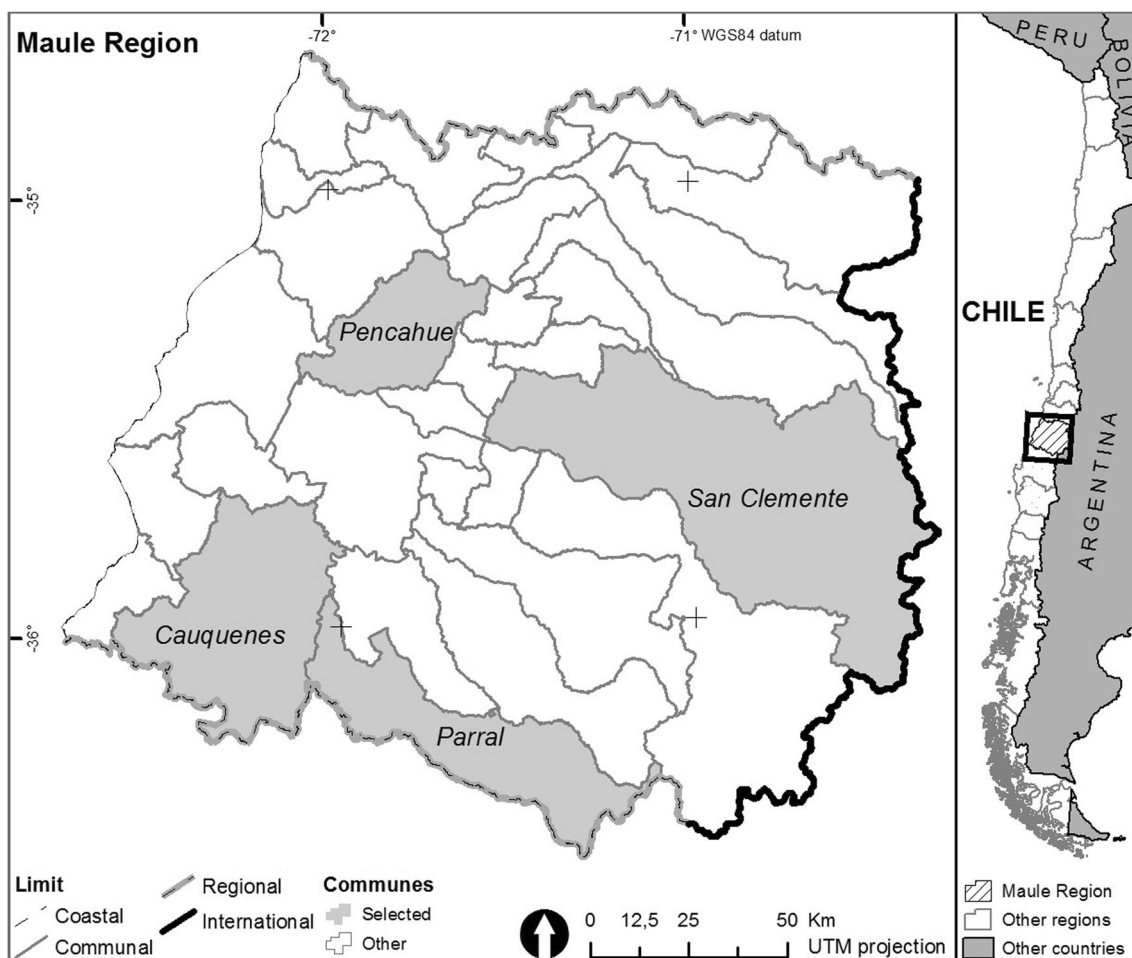 Maule Region
-72°
-71°
WGS84 datum
-35°
-36°
Pencahue
San Clemente
Cauquenes
Parral
Limit
Coastal
Communal
Regional
International
Communes
Selected
Other
0 12,5 25 50 Km
UTM projection
PERU
BOLIVIA
CHILE
ARGENTINA
Maule Region
Other regions
Other countries